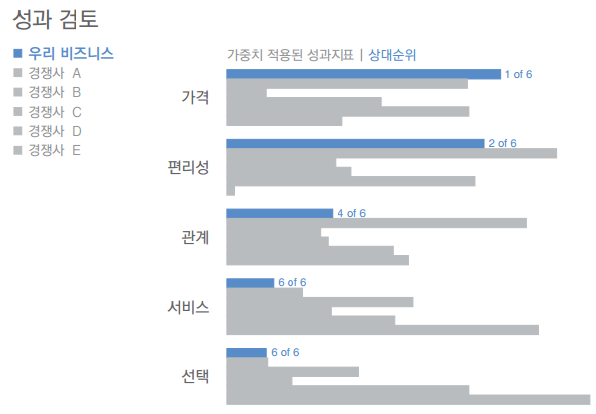 성과 검토
우리 비즈니스
경쟁사 A
경쟁사 B
경쟁사 C
경쟁사 D
경쟁사 E
가중치 적용된 성과지표 | 상대순위
가격
1 of 6
편리성
2 of 6
관계
4 of 6
서비스
6 of 6
선택
6 of 6